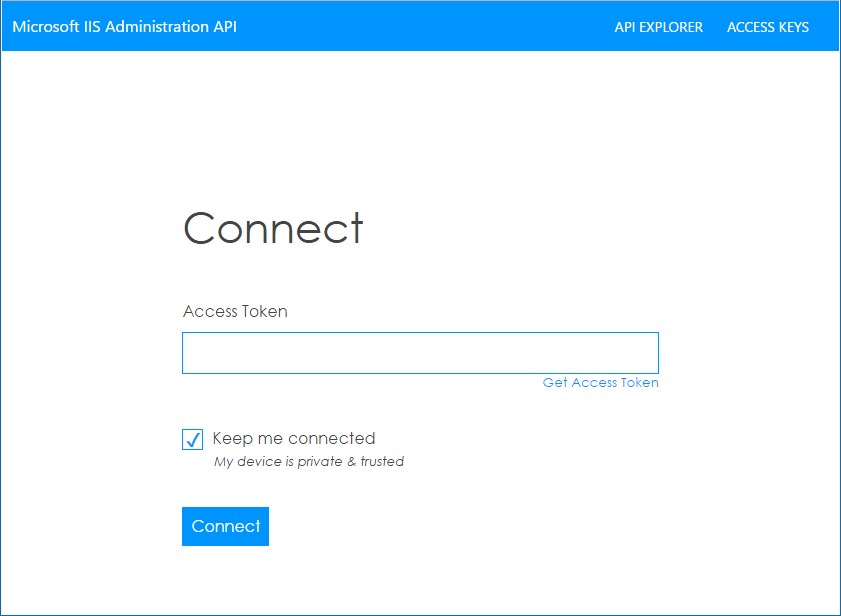 Microsoft IIS Administration API
API EXPLORER
ACCESS KEYS
Connect
Access Token
Get Access Token
Keep me connected
My device is private & trusted
Connect